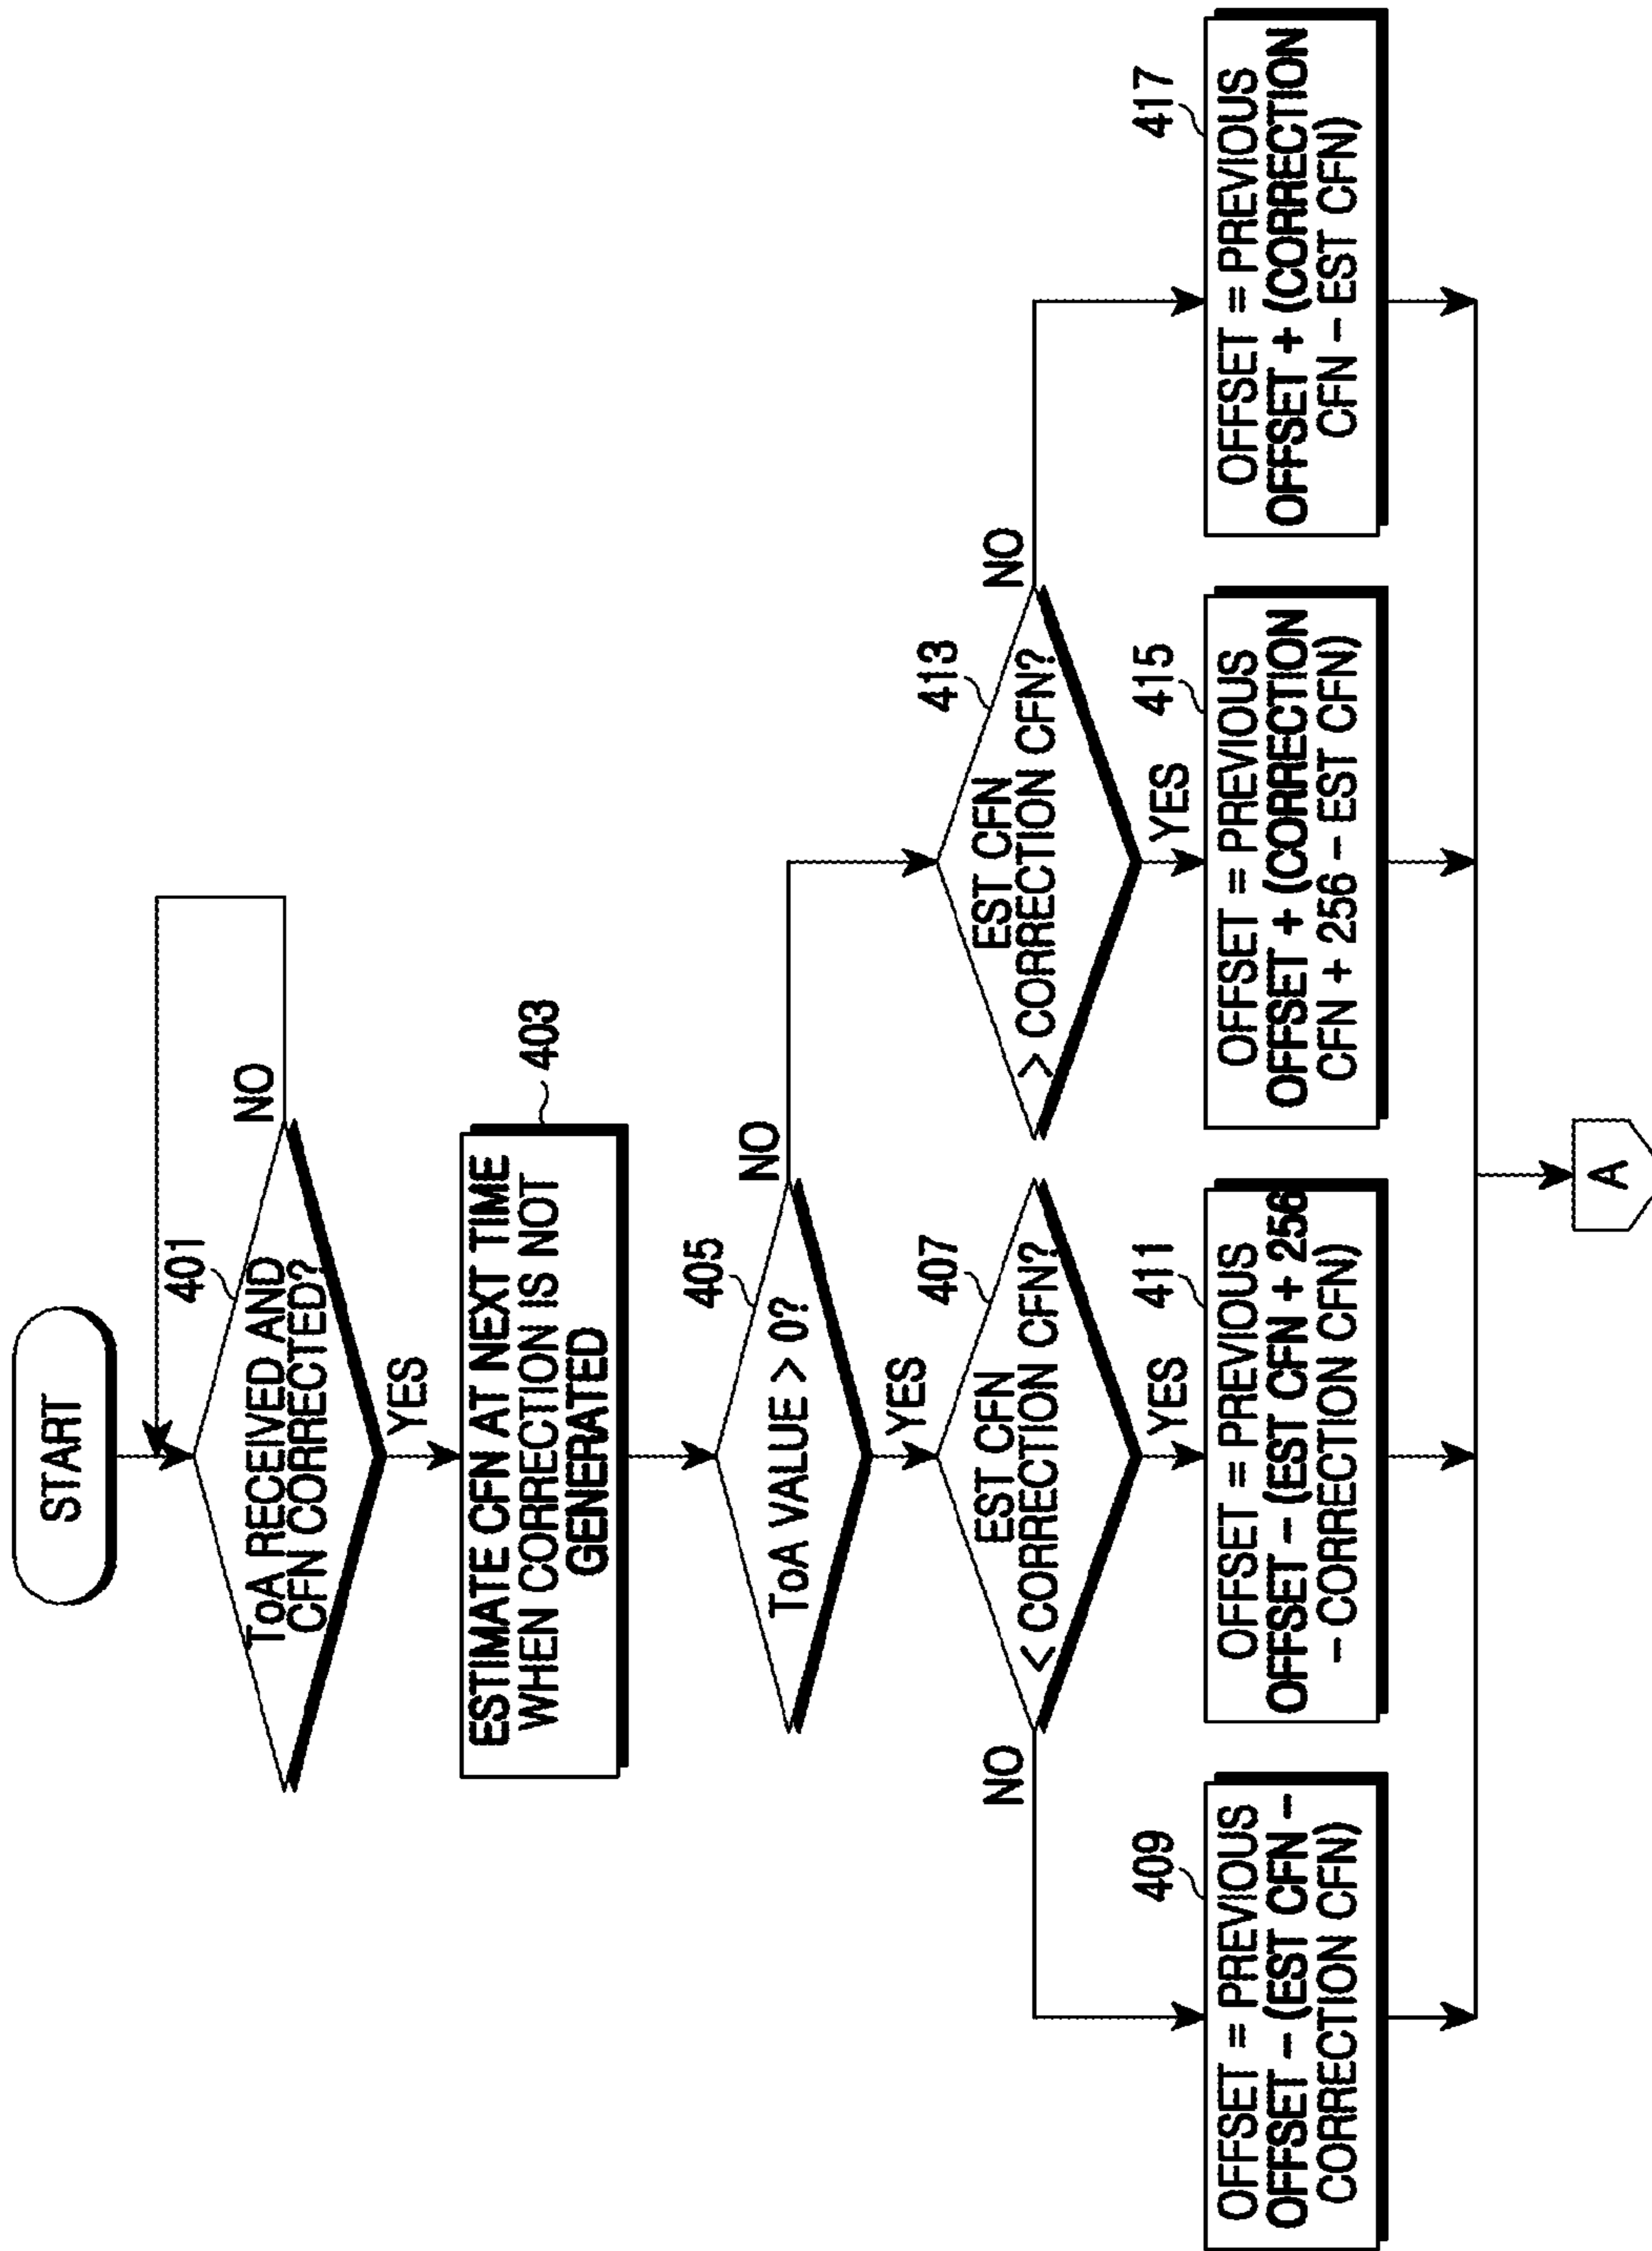 START
401
ToA RECEIVED AND
CFN CORRECTED?
NO
YES
403
ESTIMATE CFN AT NEXT TIME
WHEN CORRECTION IS NOT
GENERATED
405
ToA VALUE > 0?
NO
YES
407
EST CFN
< CORRECTION CFN?
NO
YES
413
EST CFN
> CORRECTION CFN?
NO
YES
409
OFFSET = PREVIOUS
OFFSET – (EST CFN –
CORRECTION CFN)
411
OFFSET = PREVIOUS
OFFSET – (EST CFN + 256
– CORRECTION CFN)
415
OFFSET = PREVIOUS
OFFSET + (CORRECTION
CFN + 256 – EST CFN)
417
OFFSET = PREVIOUS
OFFSET + (CORRECTION
CFN – EST CFN)
A